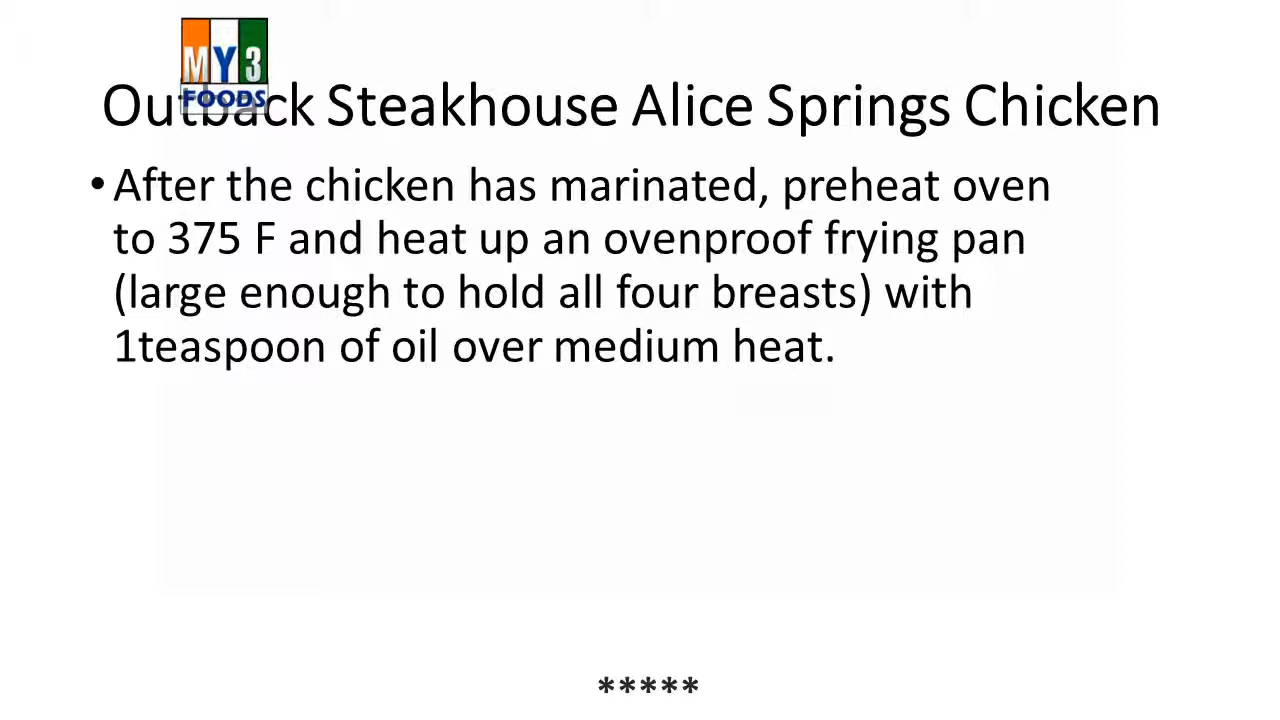 MY3
FOODS
Outback Steakhouse Alice Springs Chicken
•After the chicken has marinated, preheat oven
to 375 F and heat up an ovenproof frying pan
(large enough to hold all four breasts) with
1teaspoon of oil over medium heat.
*****